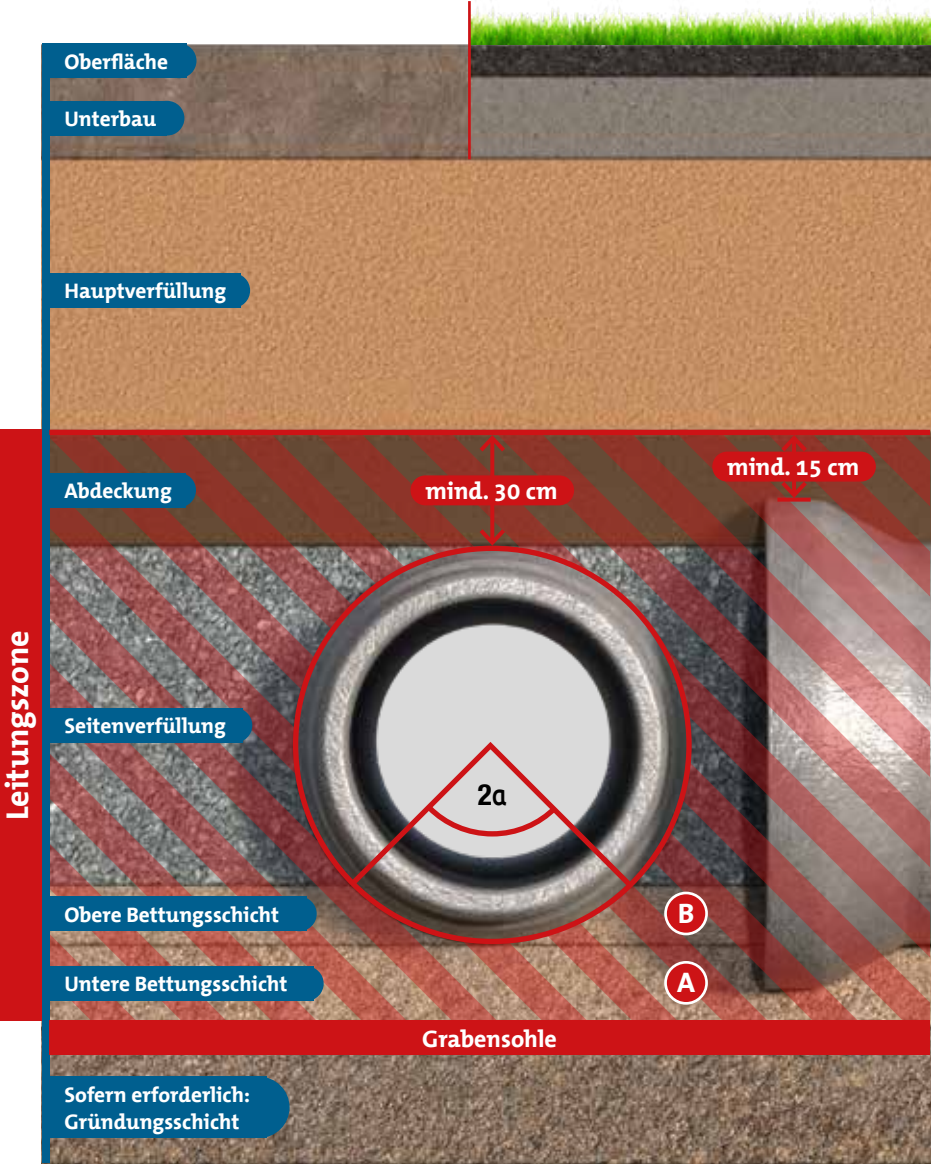 Oberfläche
Unterbau
Hauptverfüllung
Leitungszone
Abdeckung
mind. 30 cm
mind. 15 cm
Seitenverfüllung
2a
Obere Bettungsschicht
B
Untere Bettungsschicht
A
Grabensohle
Sofern erforderlich:
Gründungsschicht